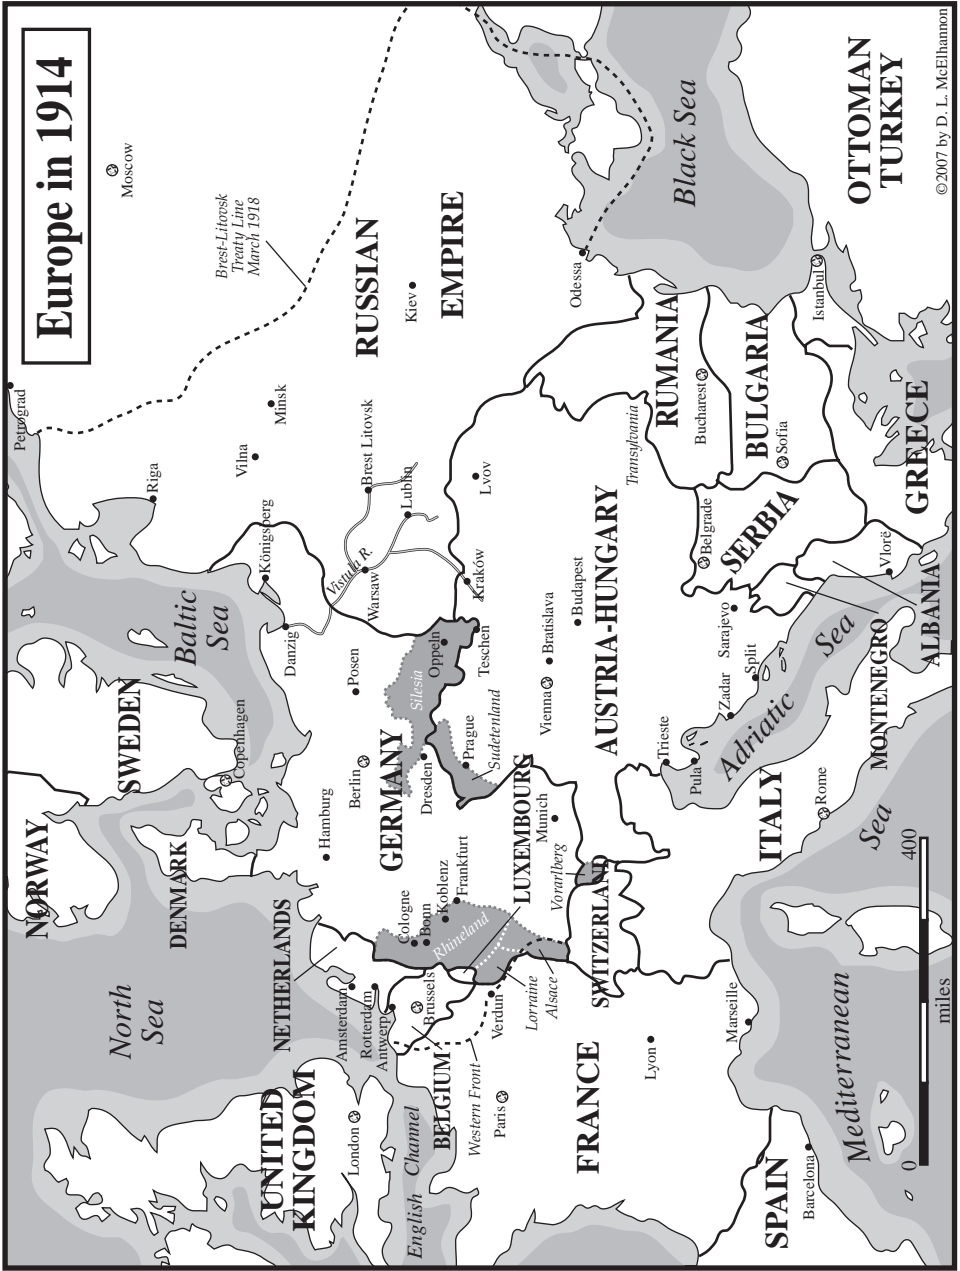 Europe in 1914
Moscow
Petrograd
Brest-Litovsk
Treaty Line
March 1918
RUSSIAN
EMPIRE
Kiev
Minsk
Vilna
Riga
Brest Litovsk
Lublin
Königsberg
Vistula R.
Warsaw
Danzig
Lvov
Kraków
Odessa
Black Sea
OTTOMAN
TURKEY
©2007 by D. L. McElhannon
Istanbul
RUMANIA
Bucharest
BULGARIA
Sofia
Transylvania
GREECE
SERBIA
Belgrade
Vlorë
ALBANIA
MONTENEGRO
Sarajevo
Split
Zadar
Adriatic
Sea
AUSTRIA-HUNGARY
Budapest
Bratislava
Vienna
Trieste
Pula
Teschen
Oppeln
Silesia
Sudetenland
Prague
Posen
Baltic
Sea
SWEDEN
Copenhagen
NORWAY
DENMARK
Hamburg
Berlin
GERMANY
Dresden
Munich
Vorarlberg
LUXEMBOURG
Frankfurt
Koblenz
Bonn
Cologne
Rhineland
SWITZERLAND
ITALY
Rome
Sea
North
Sea
NETHERLANDS
Amsterdam
Rotterdam
Antwerp
Brussels
BELGIUM
Verdun
Lorraine
Alsace
Western Front
UNITED
KINGDOM
London
English Channel
Paris
FRANCE
Lyon
Marseille
SPAIN
Barcelona
Mediterranean
0
400
miles